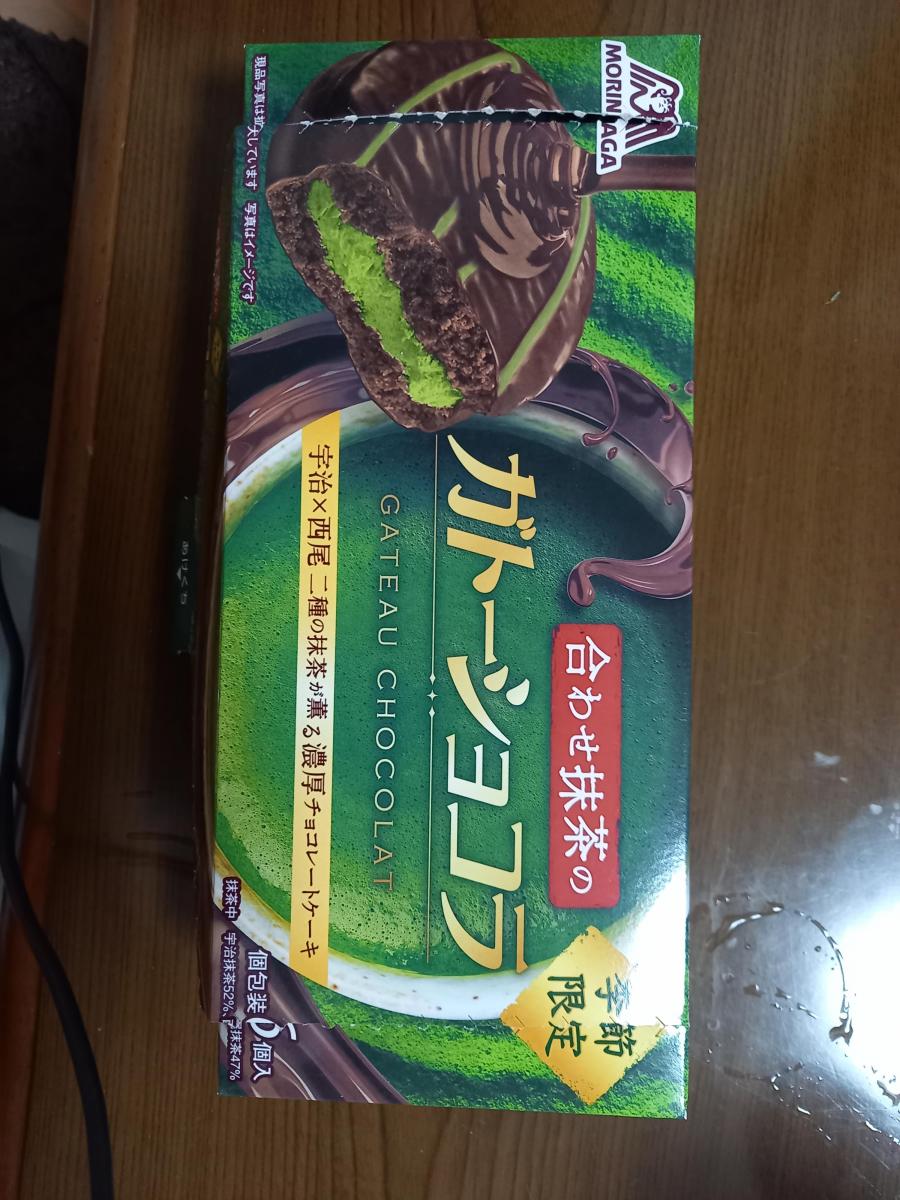 MORINAGA
合わせ抹茶の
ガトーショコラ
GATEAU CHOCOLAT
宇治×西尾 二種の抹茶が薫る濃厚チョコレートケーキ
季節
限定
現品写真は拡大しています 写真はイメージです
個包装 6個入
抹茶中 宇治抹茶52%、抹茶47%
あけくち